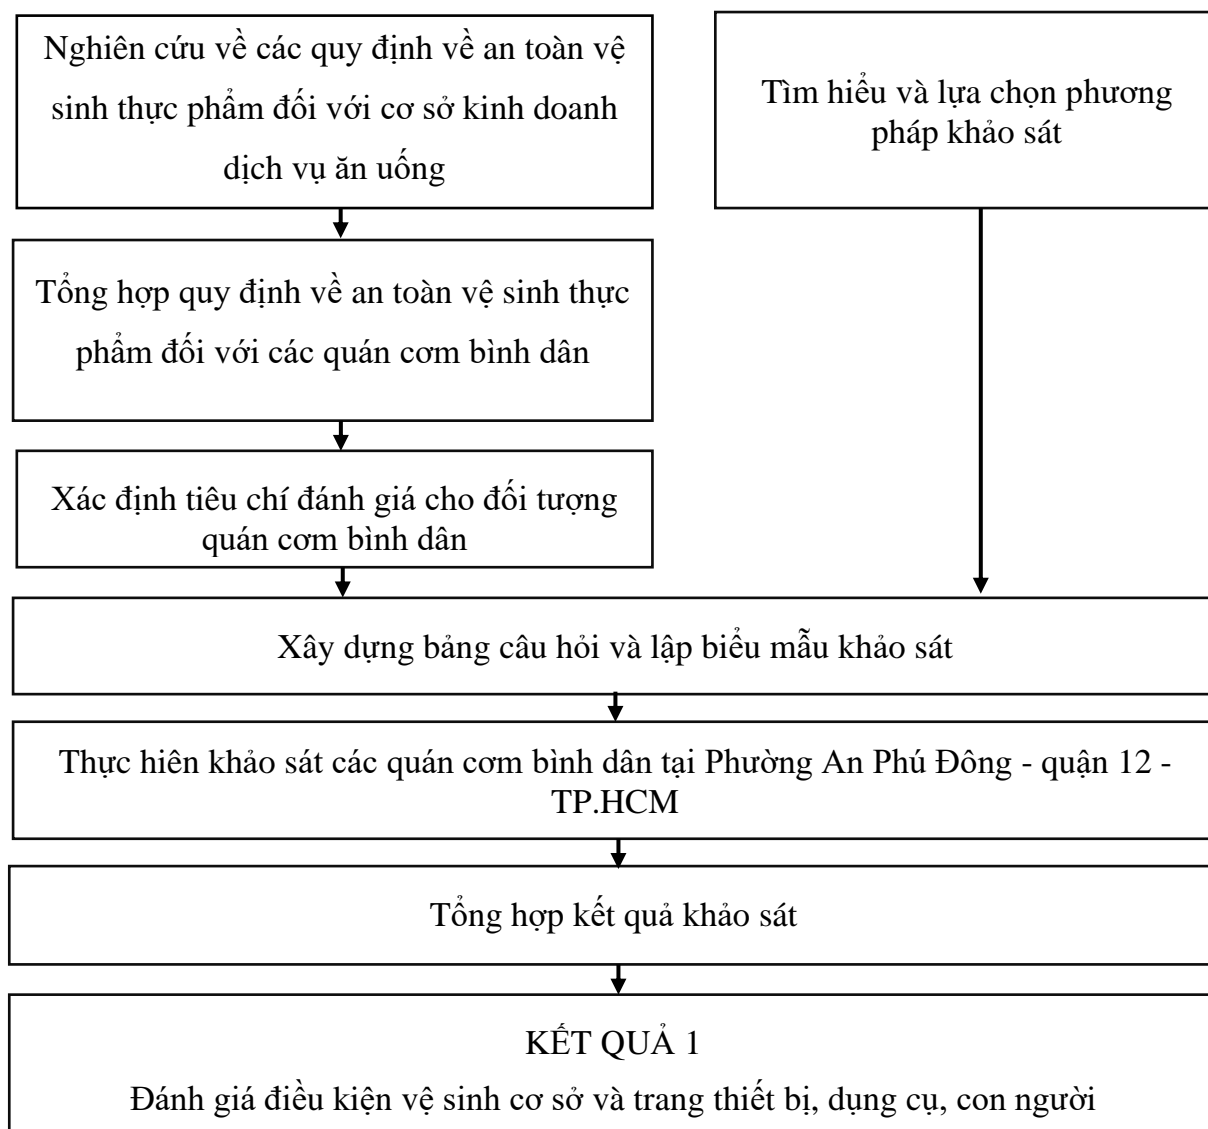 Nghiên cứu về các quy định về an toàn vệ
sinh thực phẩm đối với cơ sở kinh doanh
dịch vụ ăn uống
Tìm hiểu và lựa chọn phương
pháp khảo sát
Tổng hợp quy định về an toàn vệ sinh thực
phẩm đối với các quán cơm bình dân
Xác định tiêu chí đánh giá cho đối tượng
quán cơm bình dân
Xây dựng bảng câu hỏi và lập biểu mẫu khảo sát
Thực hiên khảo sát các quán cơm bình dân tại Phường An Phú Đông - quận 12 -
TP.HCM
Tổng hợp kết quả khảo sát
KẾT QUẢ 1
Đánh giá điều kiện vệ sinh cơ sở và trang thiết bị, dụng cụ, con người